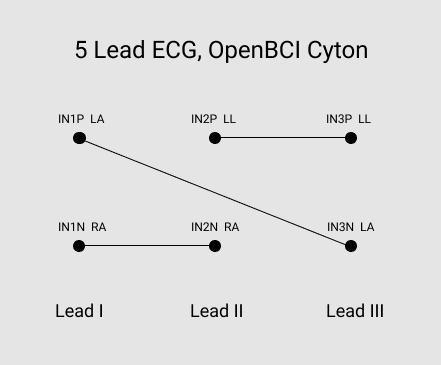 5 Lead ECG, OpenBCI Cyton
IN1P LA IN2P LL IN3P LL
IN1N RA IN2N RA IN3N LA
Lead I Lead II Lead III